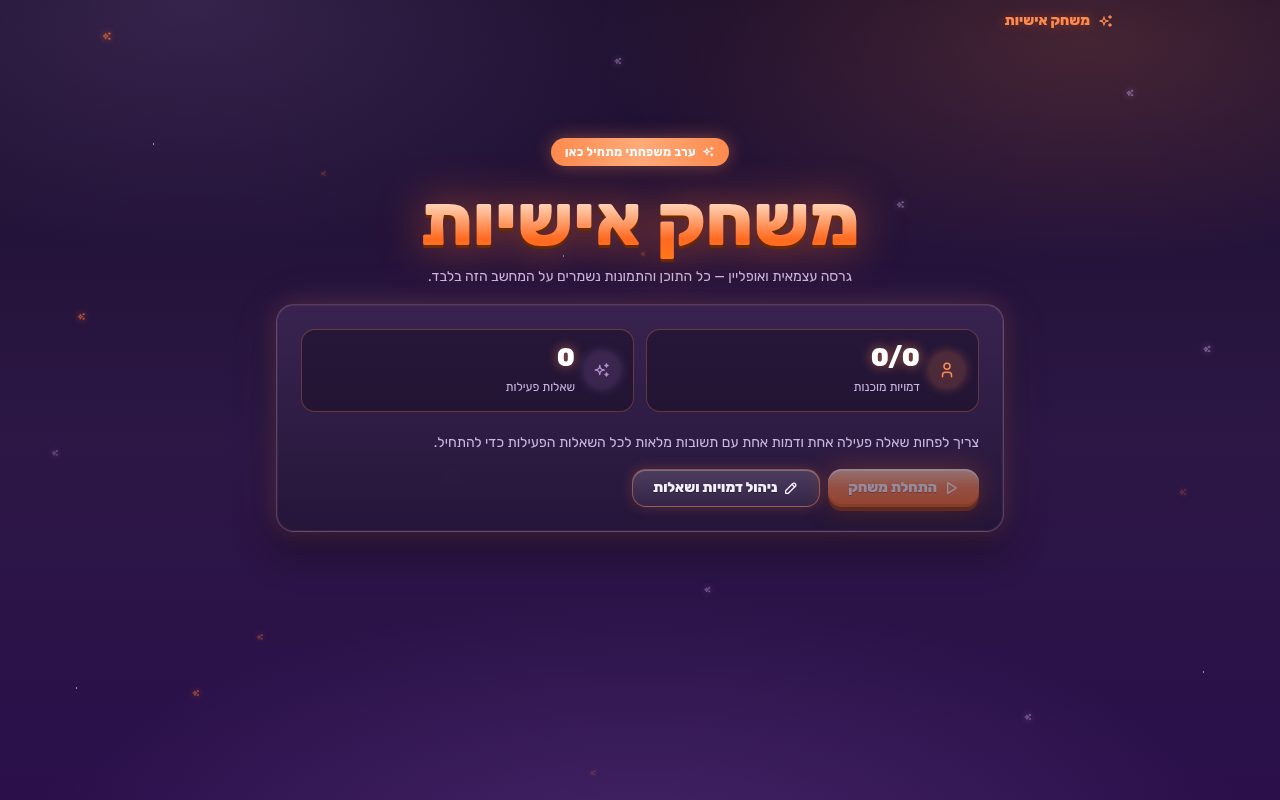 משחק אישיות
ערב משפחתי מתחיל כאן
משחק אישיות
גרסה עצמאית ואופליין — כל התוכן והתמונות נשמרים על המחשב הזה בלבד.
0/0
דמויות מוכנות
0
שאלות פעילות
צריך לפחות שאלה פעילה אחת ודמות אחת עם תשובות מלאות לכל השאלות הפעילות כדי להתחיל.
התחלת משחק
ניהול דמויות ושאלות